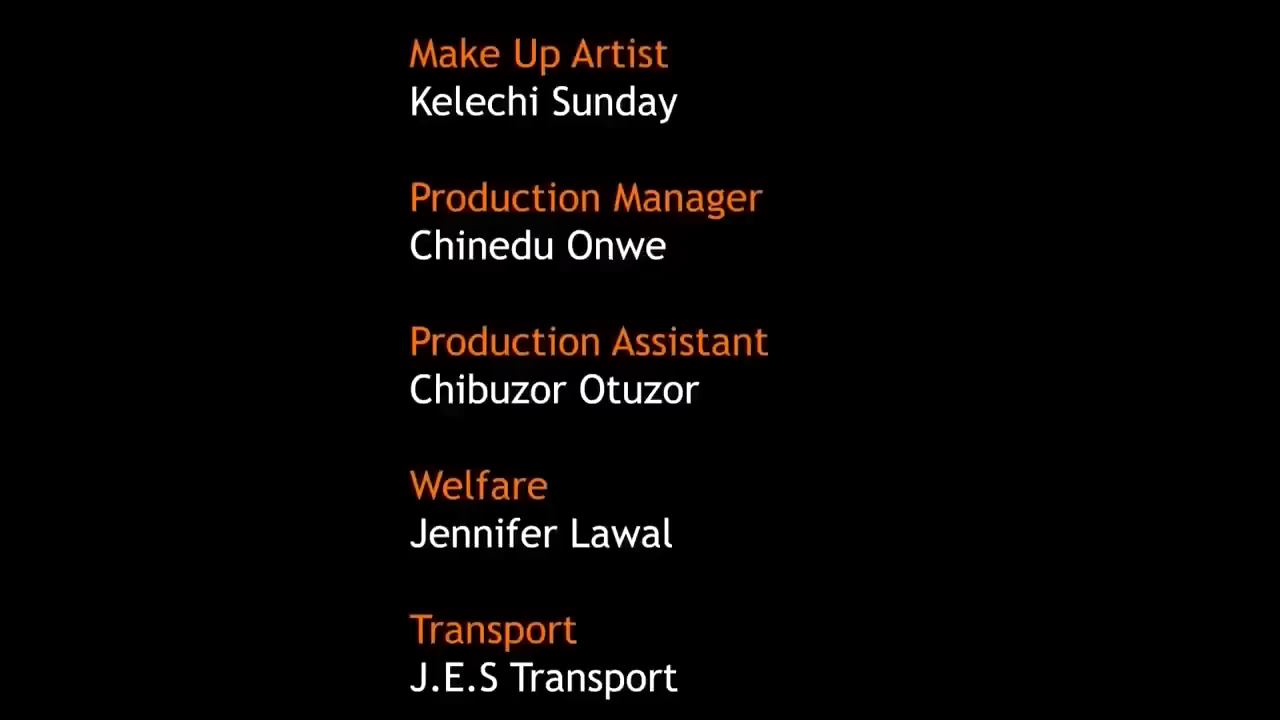 Make Up Artist
Kelechi Sunday
Production Manager
Chinedu Onwe
Production Assistant
Chibuzor Otuzor
Welfare
Jennifer Lawal
Transport
J.E.S Transport